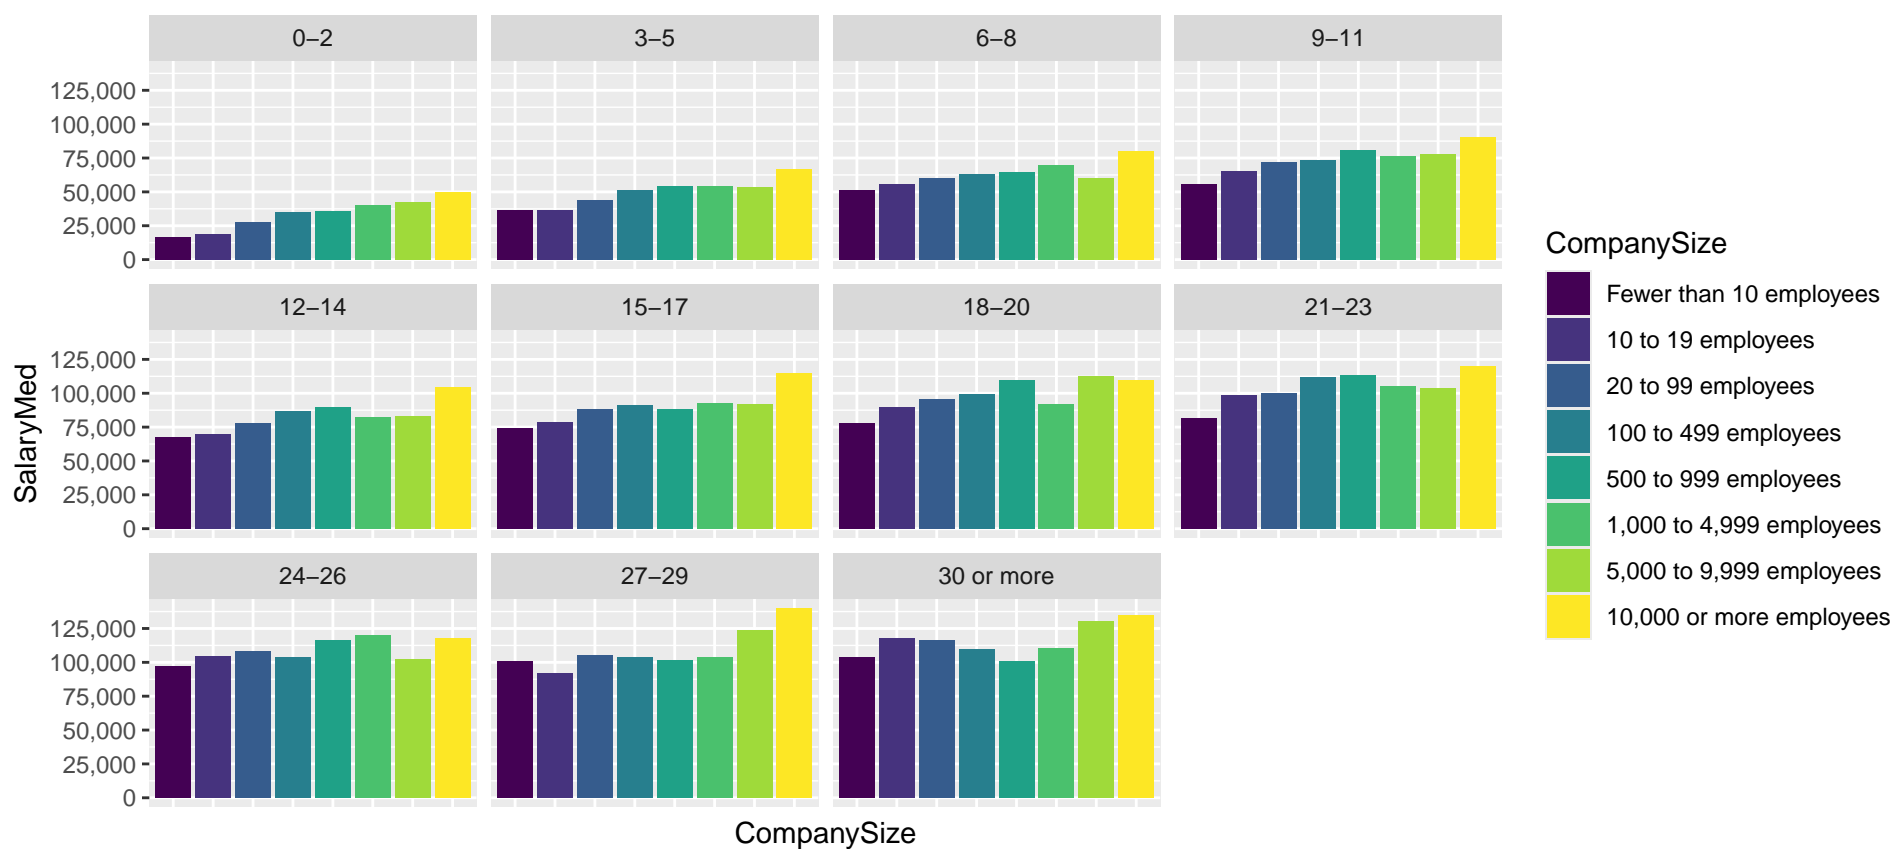 0–2
3–5
6–8
9–11
125,000
100,000
75,000
50,000
25,000
0
12–14
15–17
18–20
21–23
125,000
100,000
75,000
50,000
25,000
0
24–26
27–29
30 or more
125,000
100,000
75,000
50,000
25,000
0
SalaryMed
CompanySize
CompanySize
Fewer than 10 employees
10 to 19 employees
20 to 99 employees
100 to 499 employees
500 to 999 employees
1,000 to 4,999 employees
5,000 to 9,999 employees
10,000 or more employees